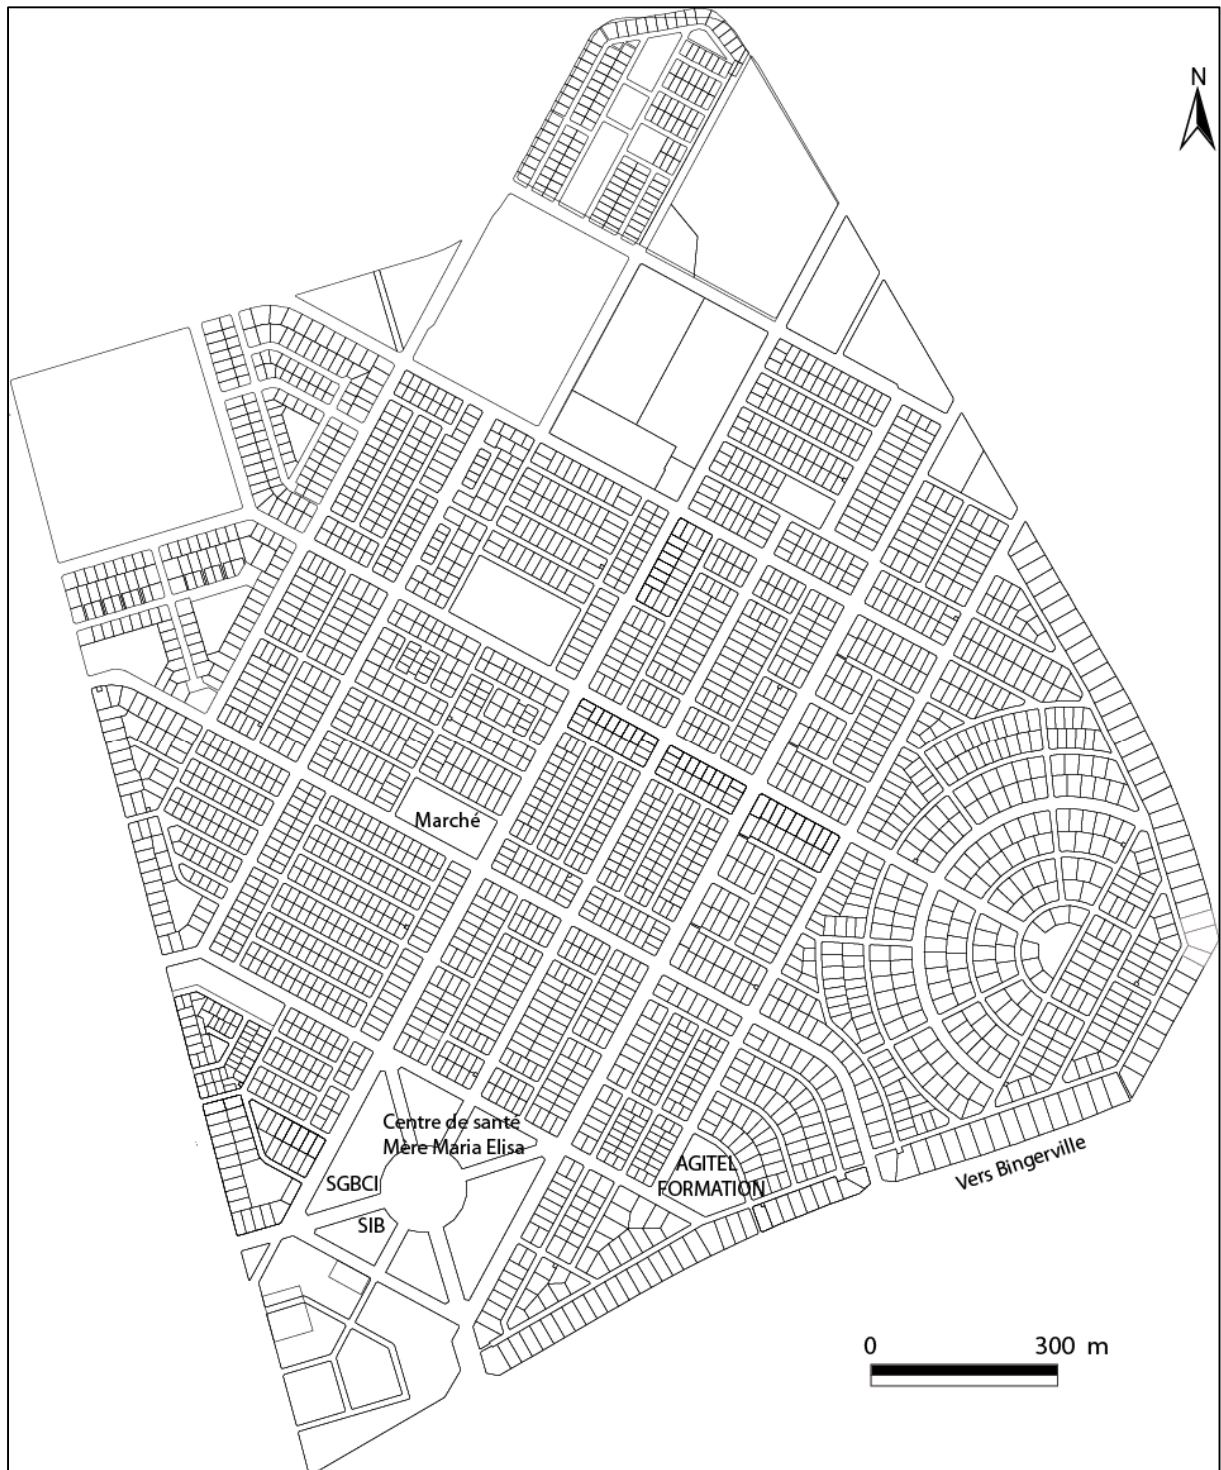 N
Marché
Centre de santé
Mère Maria Elisa
SGBCI
AGITEL
FORMATION
Vers Bingerville
SIB
0 300 m